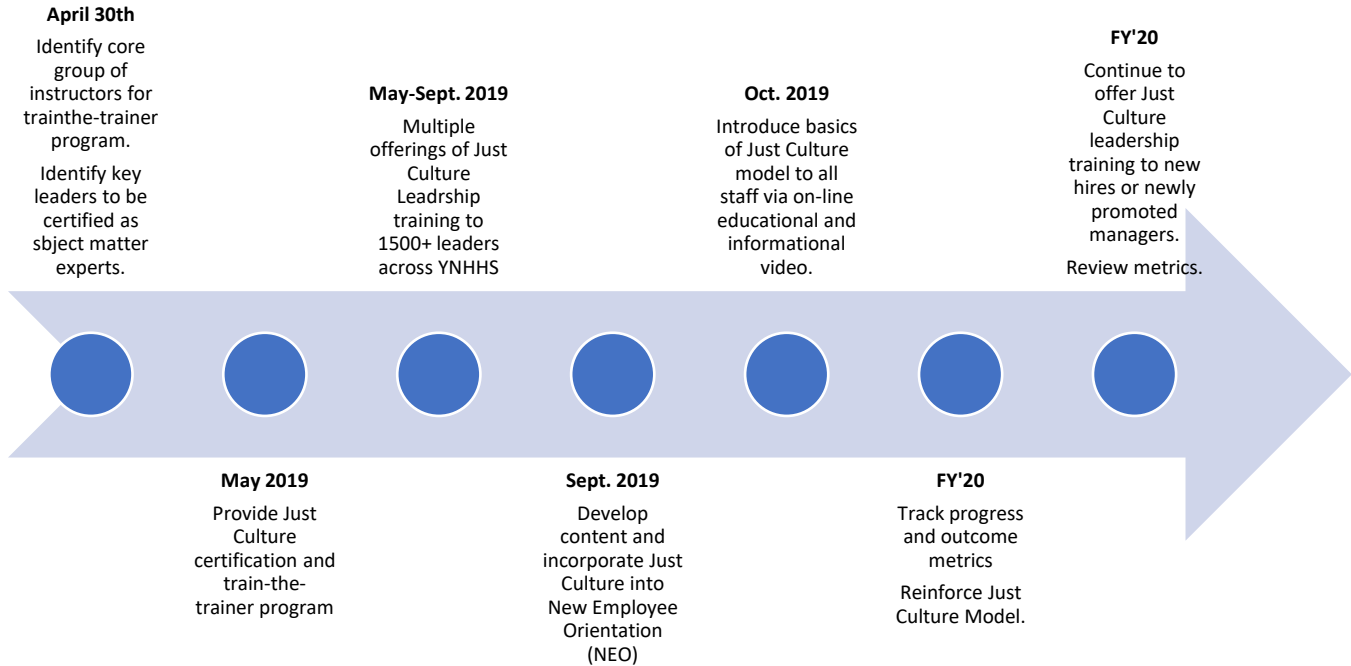 April 30th
Identify core
group of
instructors for
trainthe-trainer
program.
Identify key
leaders to be
certified as
sbject matter
experts.
May 2019
Provide Just
Culture
certification and
train-the-
trainer program
May-Sept. 2019
Multiple
offerings of Just
Culture
Leadrship
training to
1500+ leaders
across YNHHS
Sept. 2019
Develop
content and
incorporate Just
Culture into
New Employee
Orientation
(NEO)
Oct. 2019
Introduce basics
of Just Culture
model to all
staff via on-line
educational and
informational
video.
FY'20
Track progress
and outcome
metrics
Reinforce Just
Culture Model.
FY'20
Continue to
offer Just
Culture
leadership
training to new
hires or newly
promoted
managers.
Review metrics.